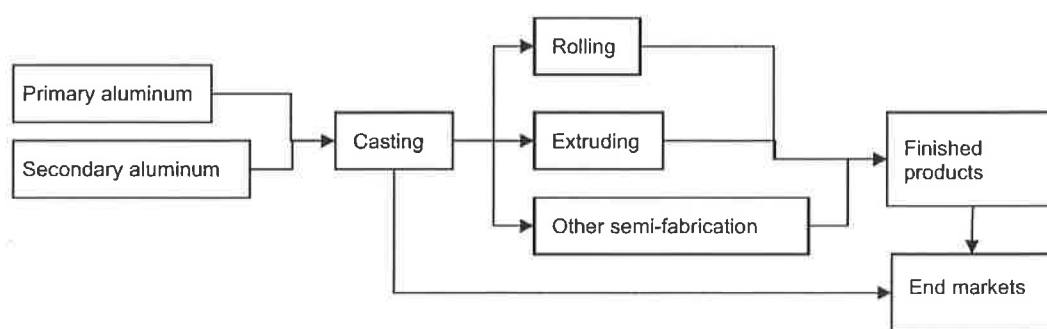 Rolling
Primary aluminum
Casting
Extruding
Finished
products
Secondary aluminum
Other semi-fabrication
End markets